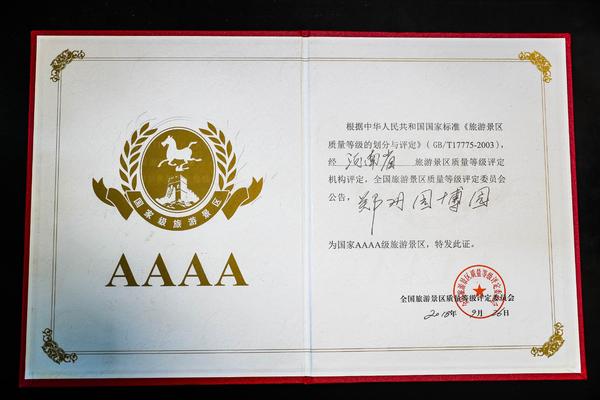 国家级旅游景区
AAAA
根据中华人民共和国国家标准《旅游景区
质量等级的划分与评定》(GB/T17775-2003),
经 河南省 旅游景区质量等级评定
机构评定，全国旅游景区质量等级评定委员会
公告，
郑州园博园
为国家AAAA级旅游景区，特发此证。
全国旅游景区质量等级评定委员会
2018年 9月 26日